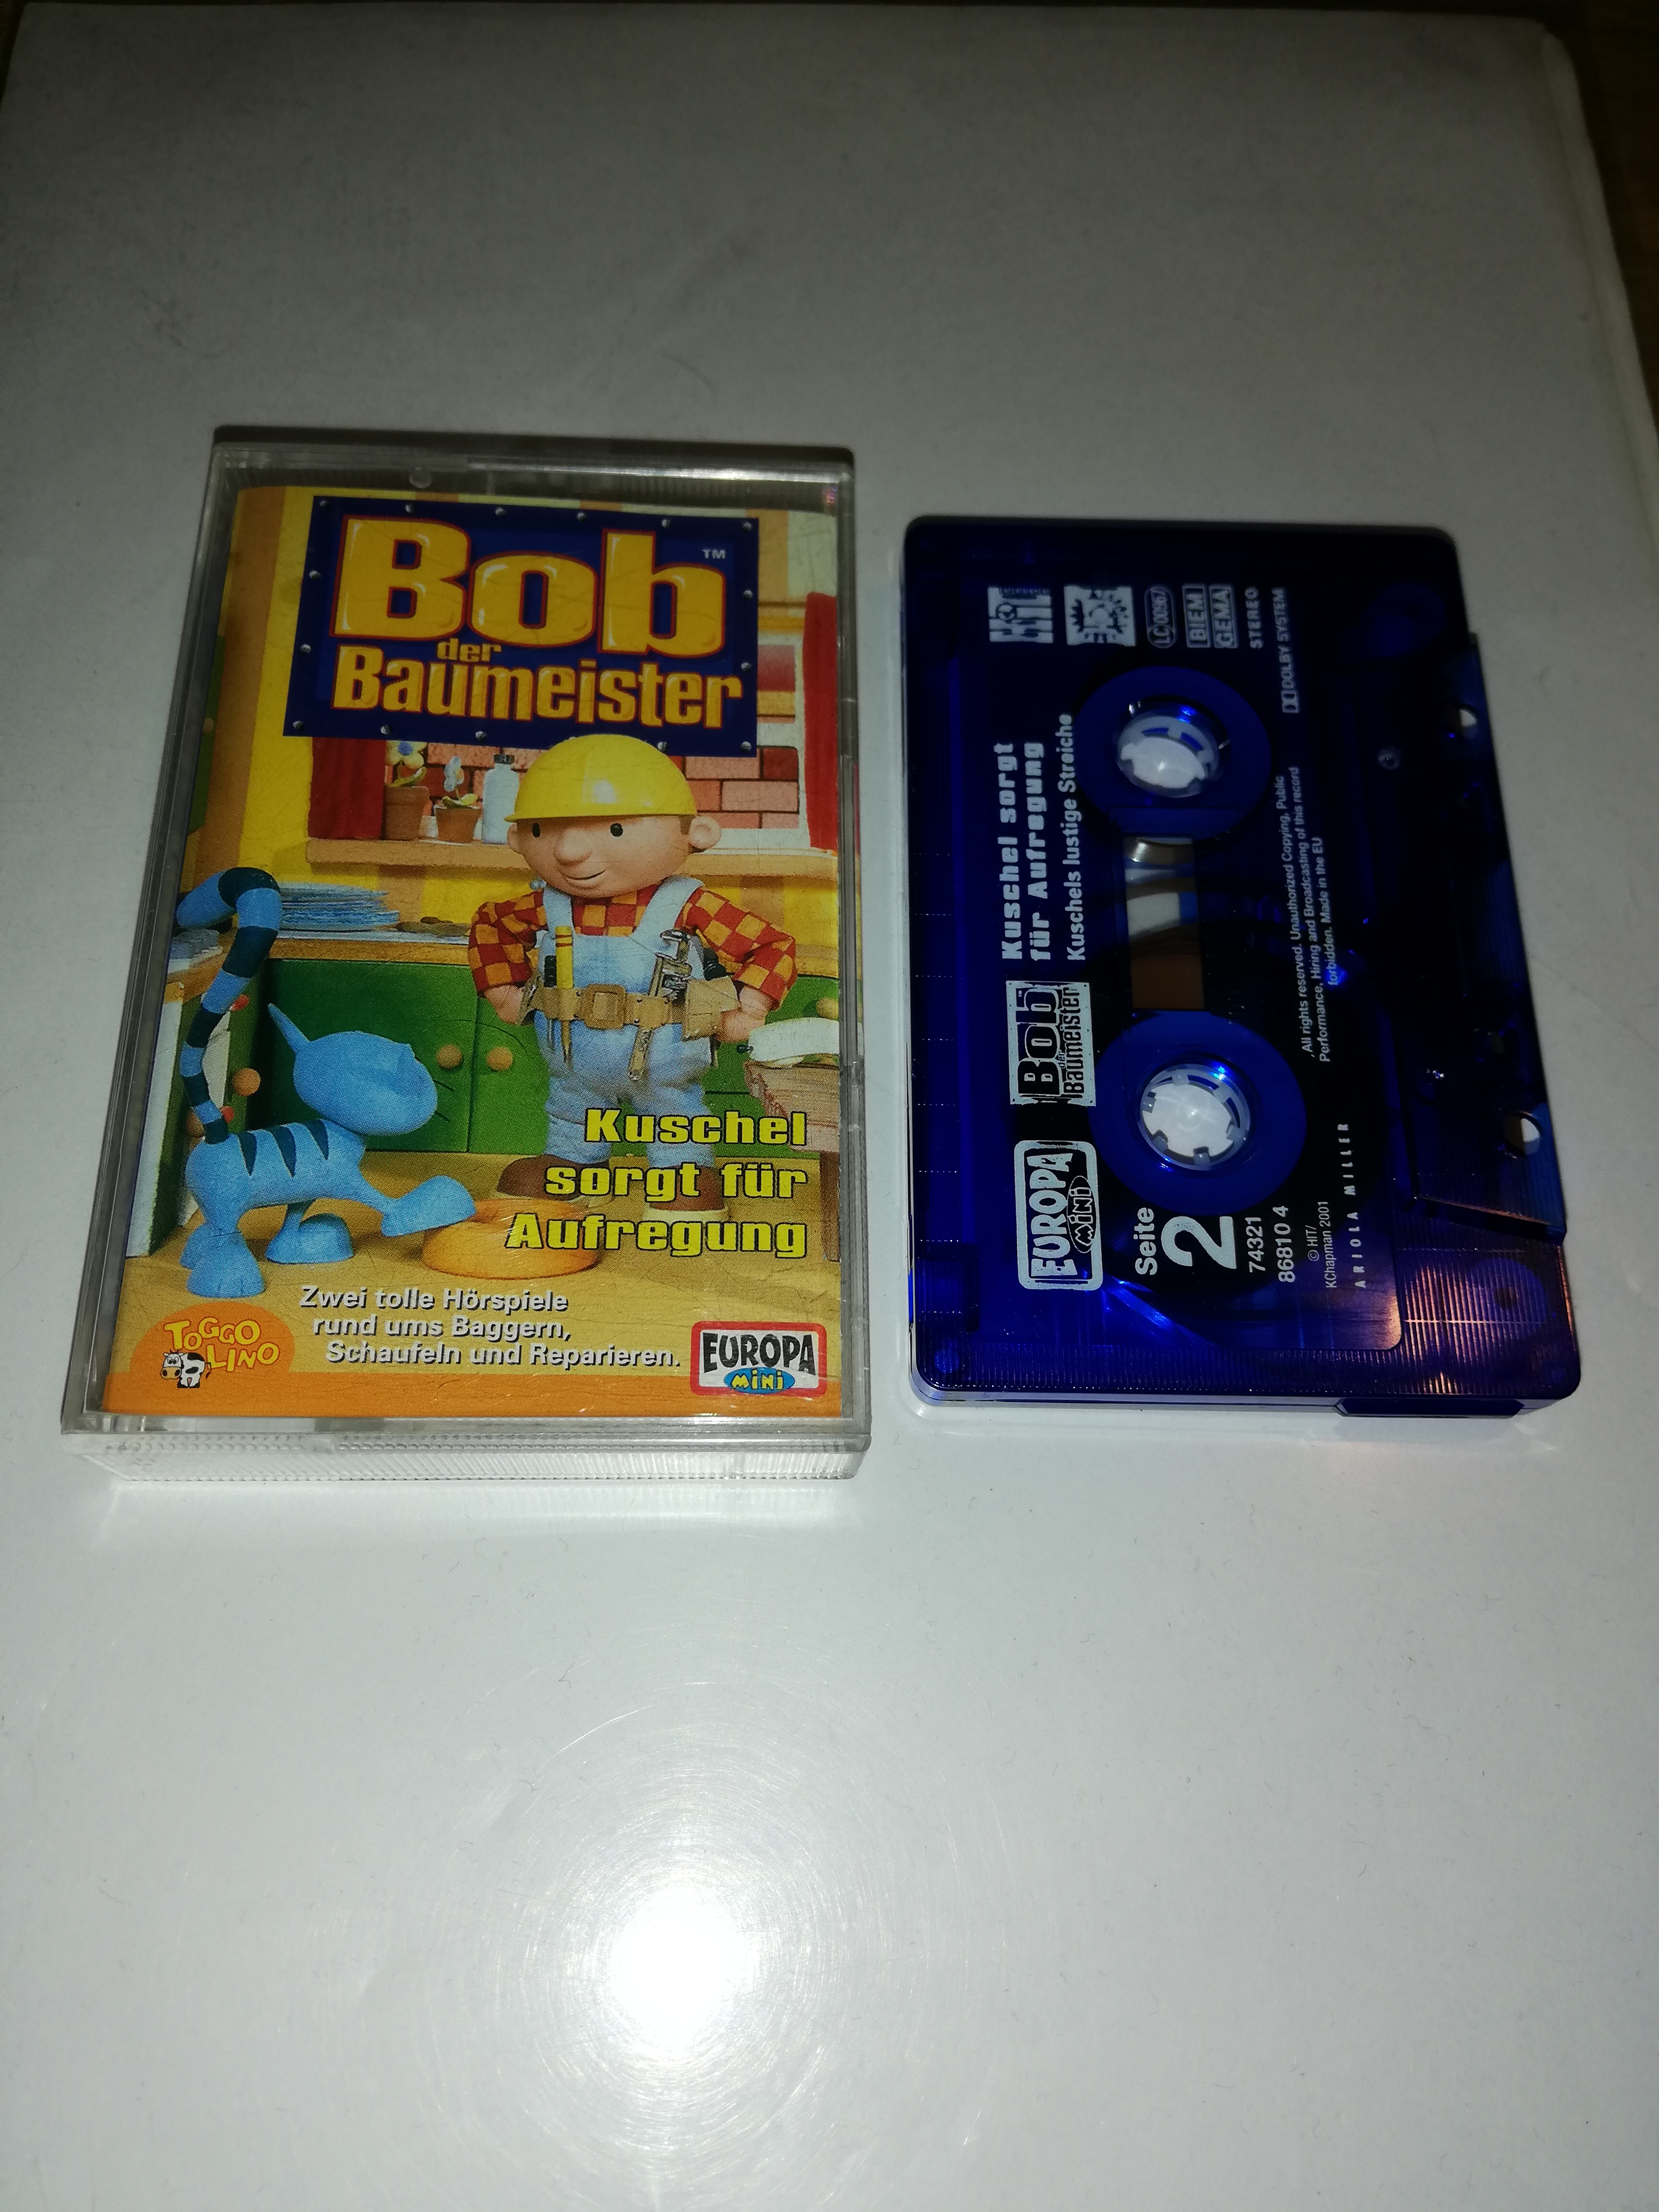 Bob
TM
der
Baumeister
Kuschel
sorgt für
Aufregung
Zwei tolle Hörspiele
rund ums Baggern,
Schaufeln und Reparieren.
TOGGO
LINO
EUROPA
MiNi
EUROPA
MiNi
Bob
der
Baumeister
Kuschel sorgt
für Aufregung
Kuschels lustige Streiche
HiT
ENTERTAINMENT
LC 00967
BIEM
GEMA
STEREO
DOLBY SYSTEM
Seite
2
74321
86810 4
© HIT/
KChapman 2001
ARIOLA MILLER
All rights reserved. Unauthorized Copying, Public
Performance, Hiring and Broadcasting of this record
forbidden. Made in the EU